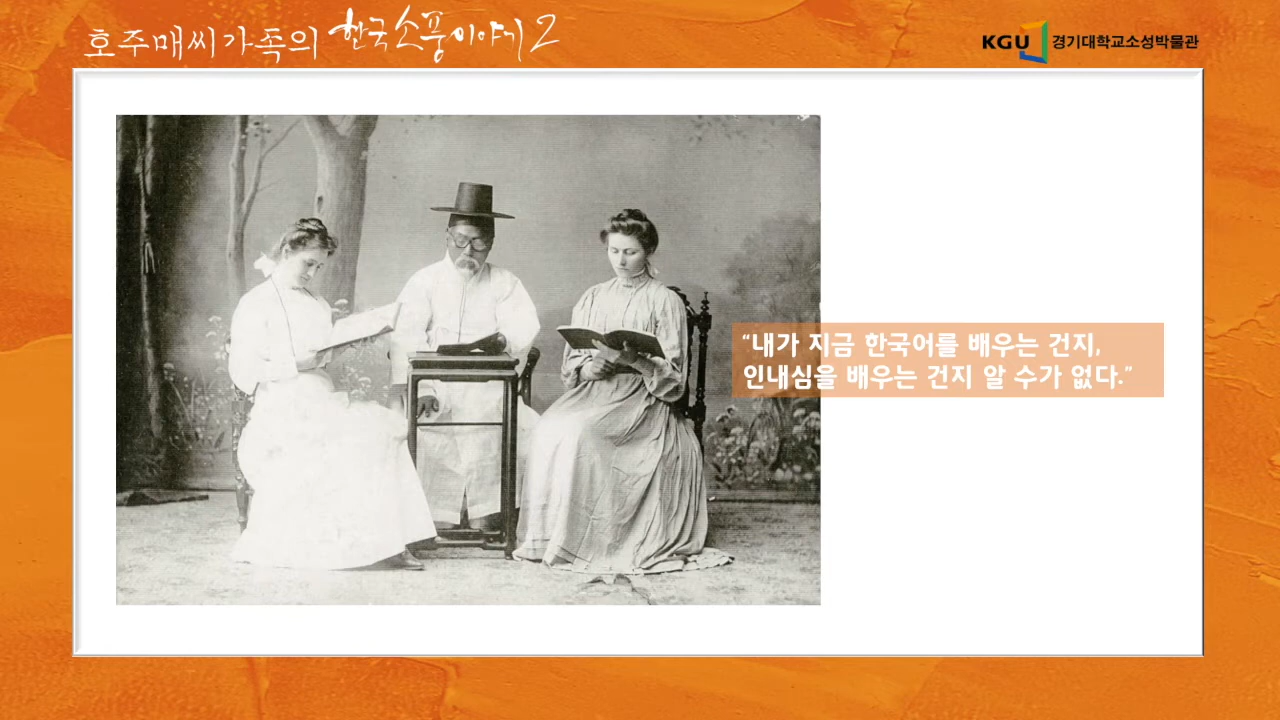 호주매씨가족의 한국소풍이야기2
KGU 경기대학교소성박물관
“내가 지금 한국어를 배우는 건지,
인내심을 배우는 건지 알 수가 없다.”